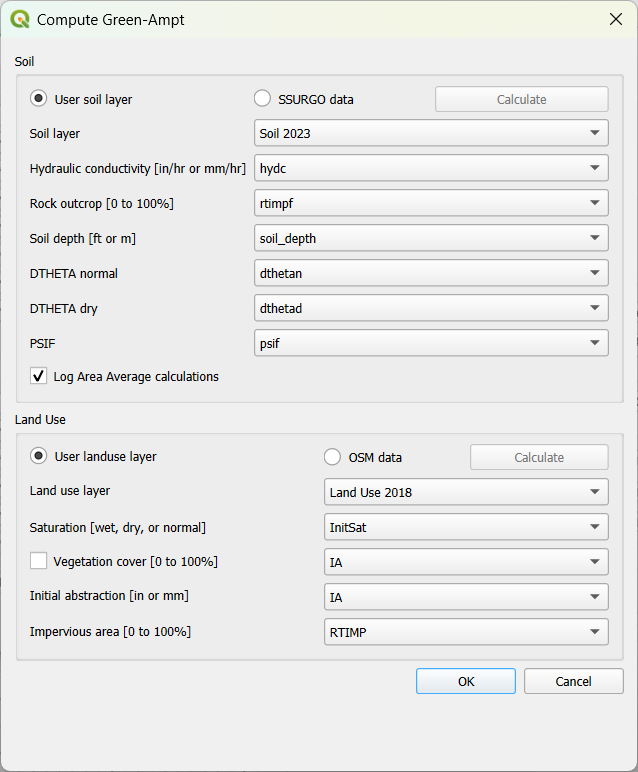 Compute Green-Ampt
Soil
User soil layer SSURGO data Calculate
Soil layer Soil 2023
Hydraulic conductivity [in/hr or mm/hr] hydc
Rock outcrop [0 to 100%] rtimpf
Soil depth [ft or m] soil_depth
DTHETA normal dthetan
DTHETA dry dthetad
PSIF psif
Log Area Average calculations
Land Use
User landuse layer OSM data Calculate
Land use layer Land Use 2018
Saturation [wet, dry, or normal] InitSat
Vegetation cover [0 to 100%] IA
Initial abstraction [in or mm] IA
Impervious area [0 to 100%] RTIMP
OK Cancel